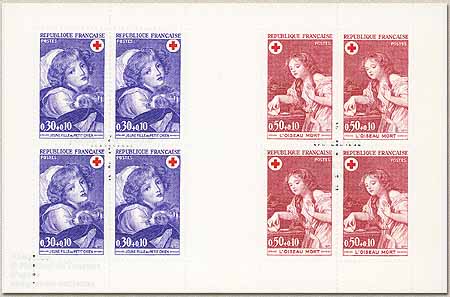 REPUBLIQUE FRANÇAISE REPUBLIQUE FRANÇAISE
POSTES POSTES
0,30+0,10 0,30+0,10
JEUNE FILLE AU PETIT CHIEN JEUNE FILLE AU PETIT CHIEN
REPUBLIQUE FRANÇAISE REPUBLIQUE FRANÇAISE
POSTES POSTES
0,50+0,10 0,50+0,10
L'OISEAU MORT L'OISEAU MORT
REPUBLIQUE FRANÇAISE REPUBLIQUE FRANÇAISE
POSTES POSTES
0,30+0,10 0,30+0,10
JEUNE FILLE AU PETIT CHIEN JEUNE FILLE AU PETIT CHIEN
REPUBLIQUE FRANÇAISE REPUBLIQUE FRANÇAISE
POSTES POSTES
0,50+0,10 0,50+0,10
L'OISEAU MORT L'OISEAU MORT